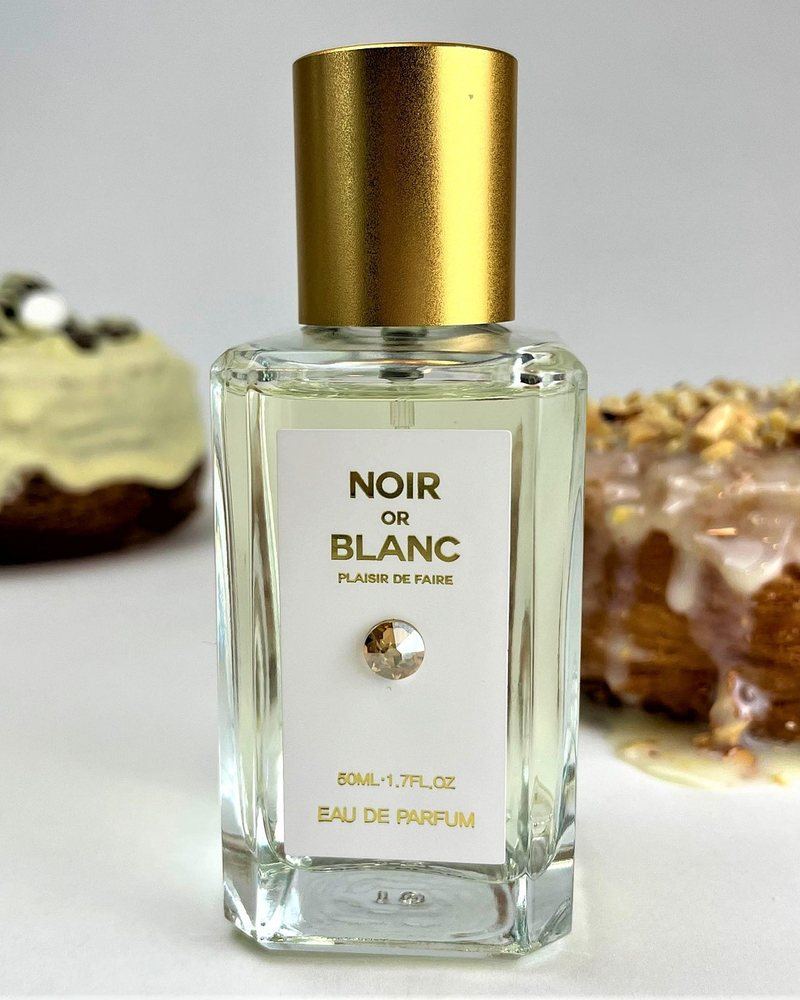 NOIR
OR
BLANC
PLAISIR DE FAIRE
50ML·1.7FL.OZ
EAU DE PARFUM